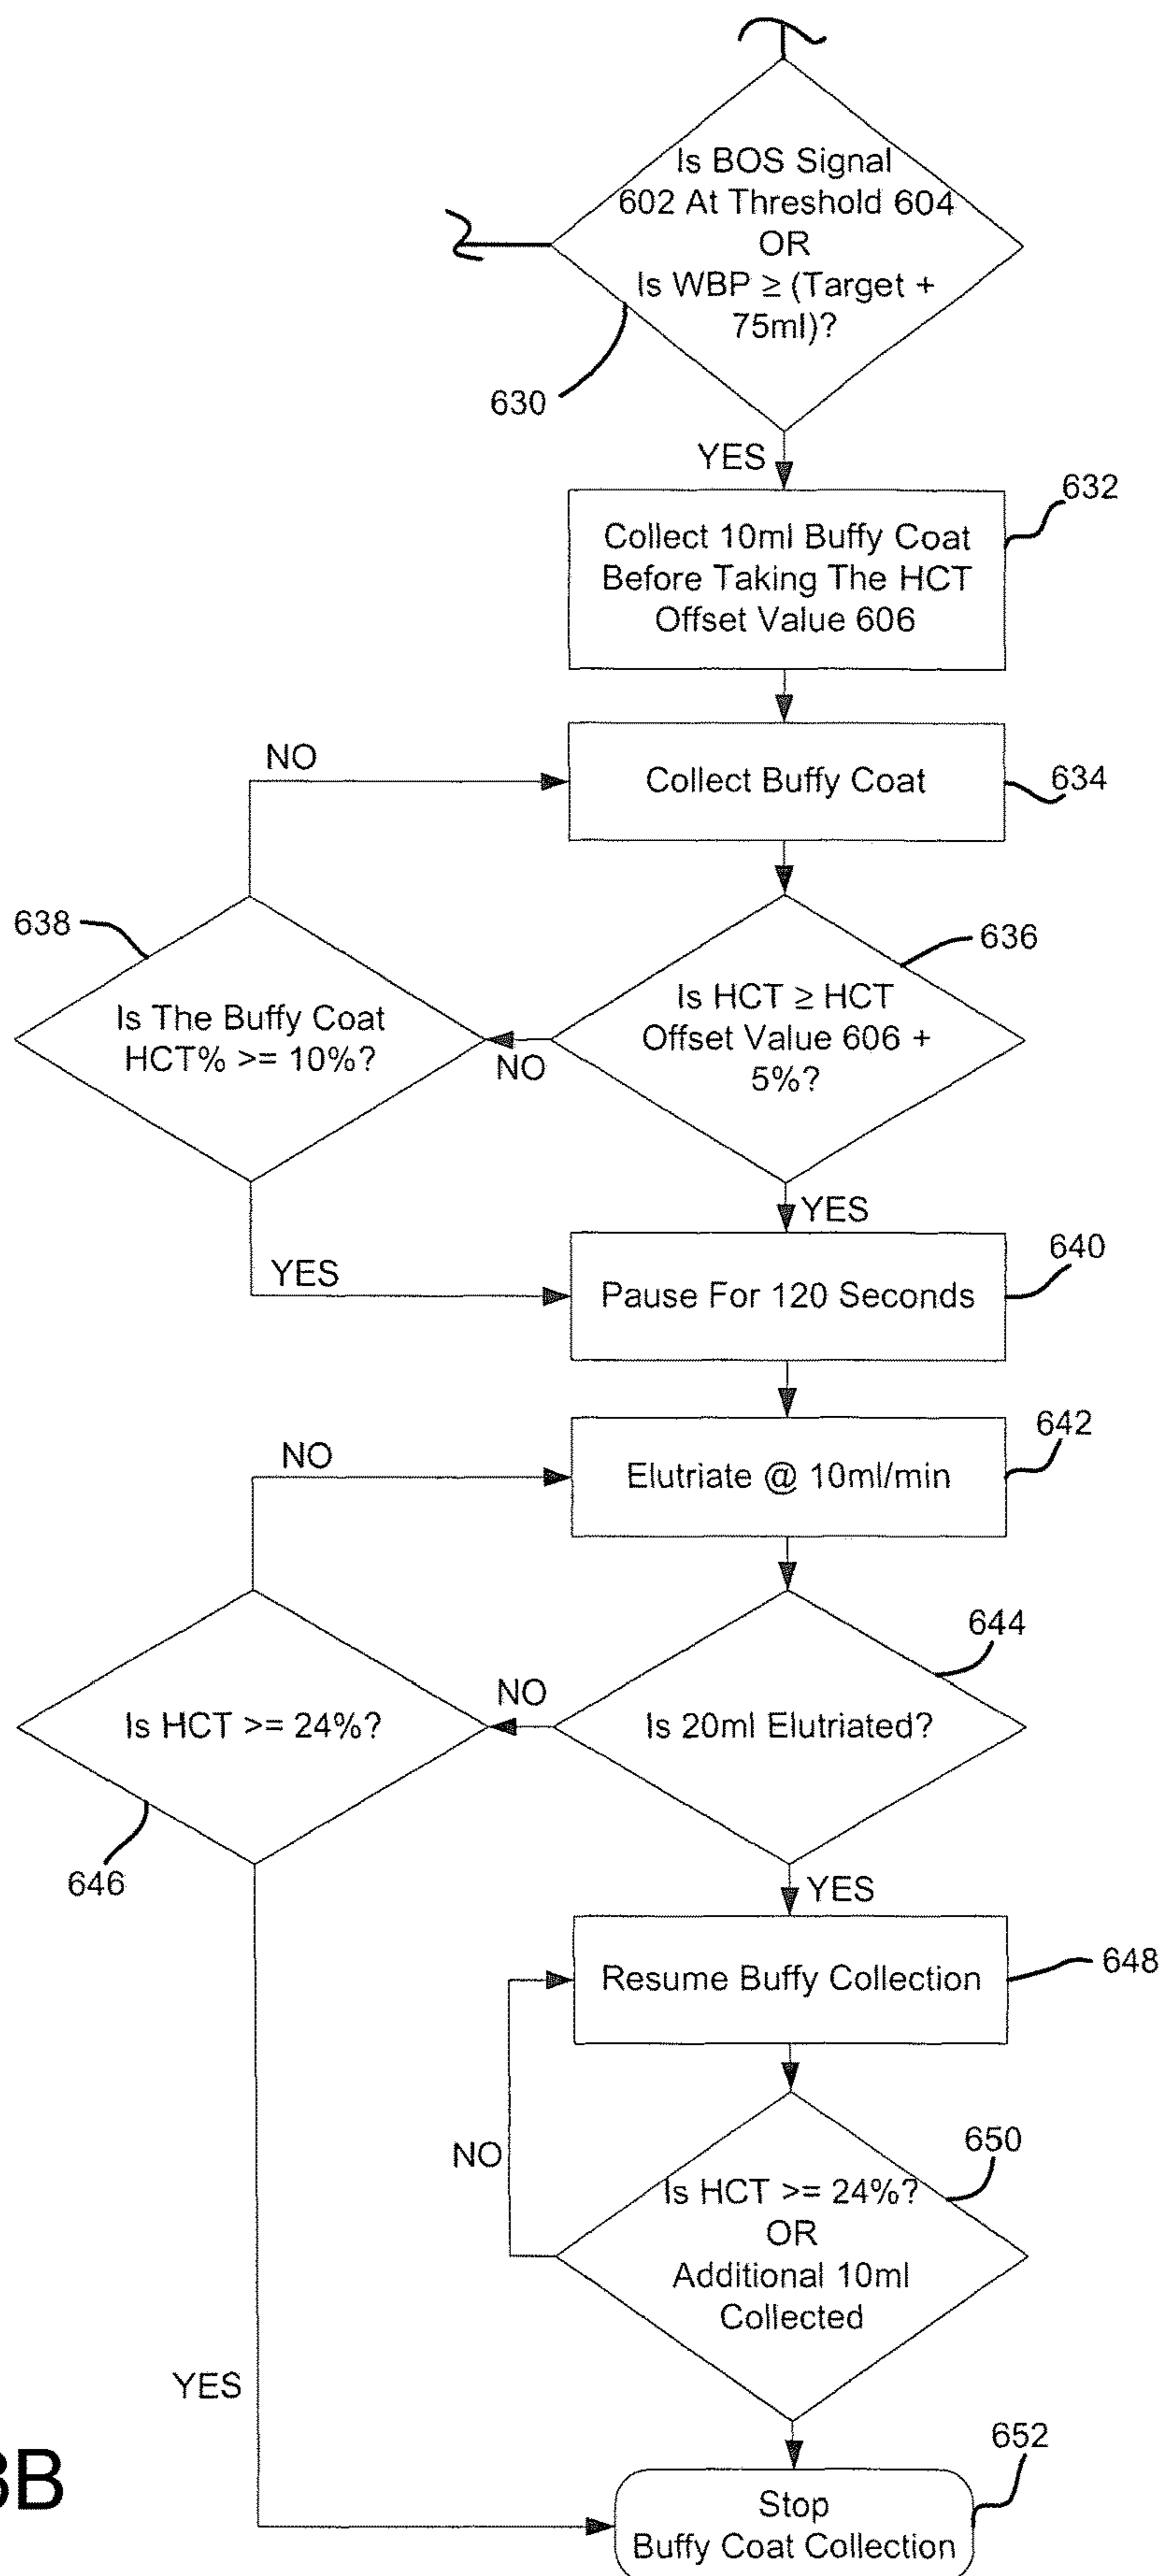 Is BOS Signal
602 At Threshold 604
OR
Is WBP ≥ (Target +
75ml)?
630
YES
632
Collect 10ml Buffy Coat
Before Taking The HCT
Offset Value 606
NO
Collect Buffy Coat
634
638
636
Is The Buffy Coat
HCT% >= 10%?
NO
Is HCT ≥ HCT
Offset Value 606 +
5%?
YES
YES
640
Pause For 120 Seconds
642
NO
Elutriate @ 10ml/min
644
Is HCT >= 24%?
NO
Is 20ml Elutriated?
646
YES
Resume Buffy Collection
648
NO
650
Is HCT >= 24%?
OR
Additional 10ml
Collected
YES
652
Stop
Buffy Coat Collection